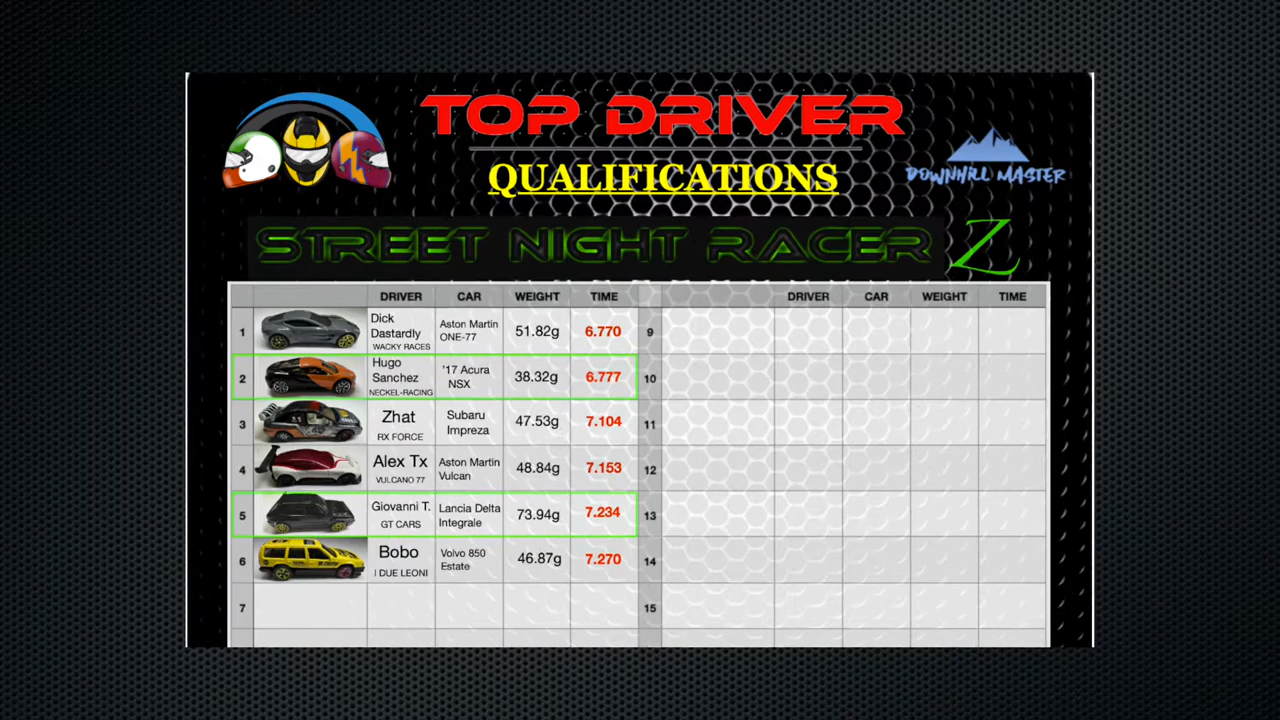 TOP DRIVER
QUALIFICATIONS
DOWNHILL MASTER
STREET NIGHT RACER Z
DRIVER CAR WEIGHT TIME DRIVER CAR WEIGHT TIME
1 Dick Dastardly WACKY RACES Aston Martin ONE-77 51.82g 6.770 9
2 Hugo Sanchez NECKEL-RACING '17 Acura NSX 38.32g 6.777 10
3 Zhat RX FORCE Subaru Impreza 47.53g 7.104 11
4 Alex Tx VULCANO 77 Aston Martin Vulcan 48.84g 7.153 12
5 Giovanni T. GT CARS Lancia Delta Integrale 73.94g 7.234 13
6 Bobo I DUE LEONI Volvo 850 Estate 46.87g 7.270 14
7 15